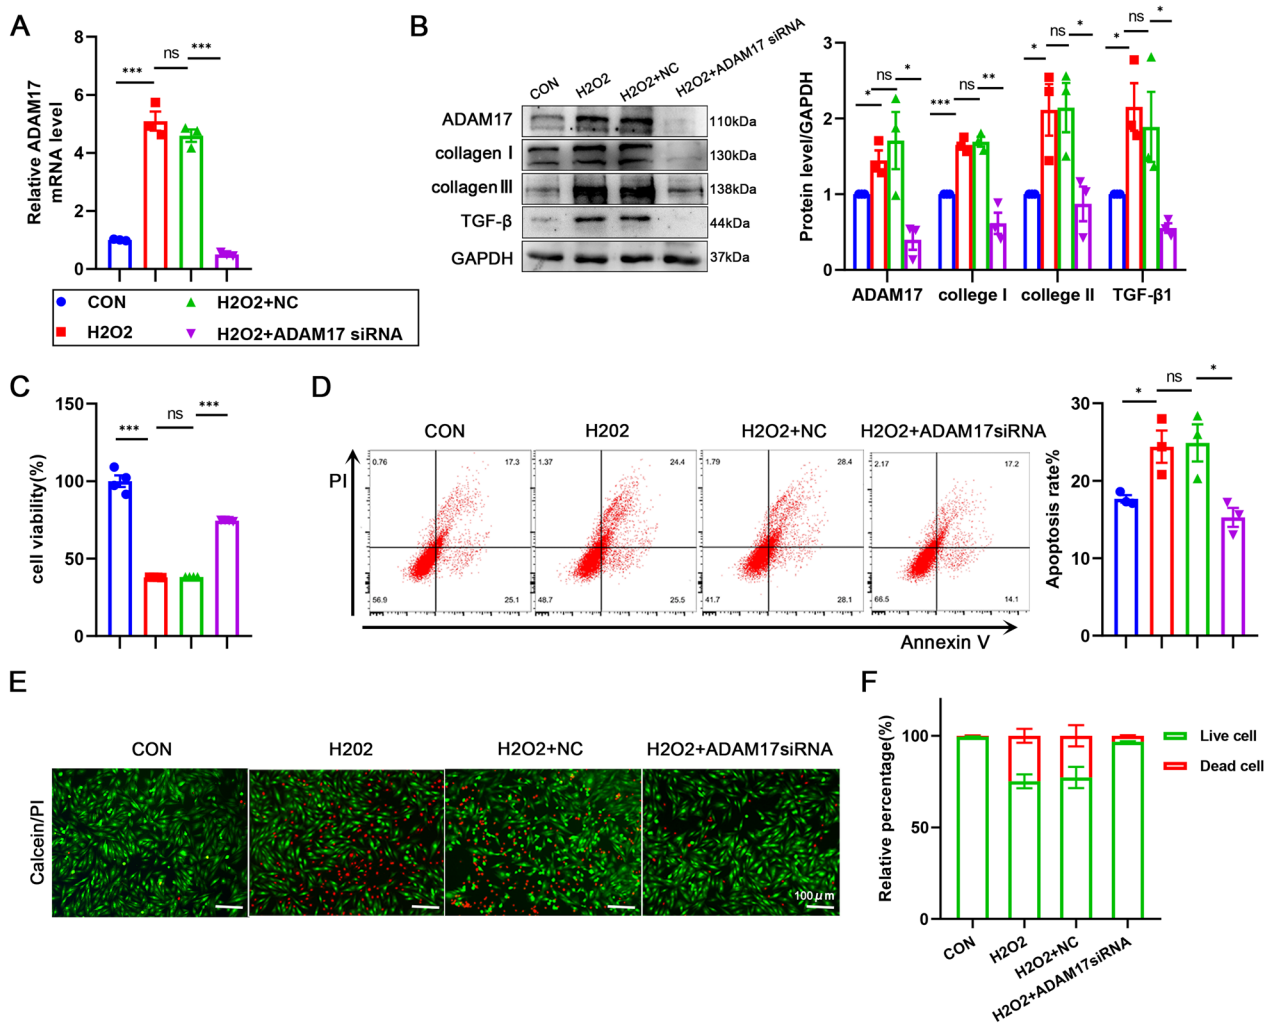 A
Relative ADAM17
mRNA level
8
6
4
2
0
***
ns
***
CON
H2O2
H2O2+NC
H2O2+ADAM17 siRNA
B
CON
H2O2
H2O2+NC
H2O2+ADAM17 siRNA
ADAM17
110kDa
collagen I
130kDa
collagen III
138kDa
TGF-β
44kDa
GAPDH
37kDa
Protein level/GAPDH
3
2
1
0
*
ns
*
***
ns
**
*
ns
*
*
ns
*
ADAM17
college I
college II
TGF-β1
C
cell viability(%)
150
100
50
0
***
ns
***
D
CON
H202
H2O2+NC
H2O2+ADAM17siRNA
PI
0.76
17.3
56.9
25.1
1.37
24.4
48.7
25.5
1.79
28.4
41.7
28.1
2.17
17.2
66.5
14.1
Annexin V
Apoptosis rate%
30
20
10
0
*
ns
*
E
CON
H202
H2O2+NC
H2O2+ADAM17siRNA
Calcein/PI
100μm
F
Relative percentage(%)
100
50
0
CON
H2O2
H2O2+NC
H2O2+ADAM17siRNA
Live cell
Dead cell